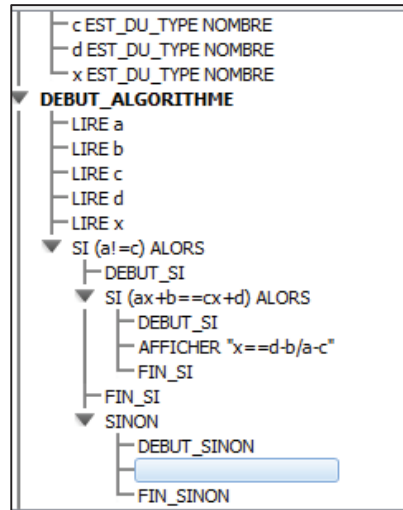 c EST_DU_TYPE NOMBRE
d EST_DU_TYPE NOMBRE
x EST_DU_TYPE NOMBRE
DEBUT_ALGORITHME
LIRE a
LIRE b
LIRE c
LIRE d
LIRE x
SI (a!=c) ALORS
DEBUT_SI
SI (ax+b==cx+d) ALORS
DEBUT_SI
AFFICHER "x==d-b/a-c"
FIN_SI
FIN_SI
SINON
DEBUT_SINON
FIN_SINON